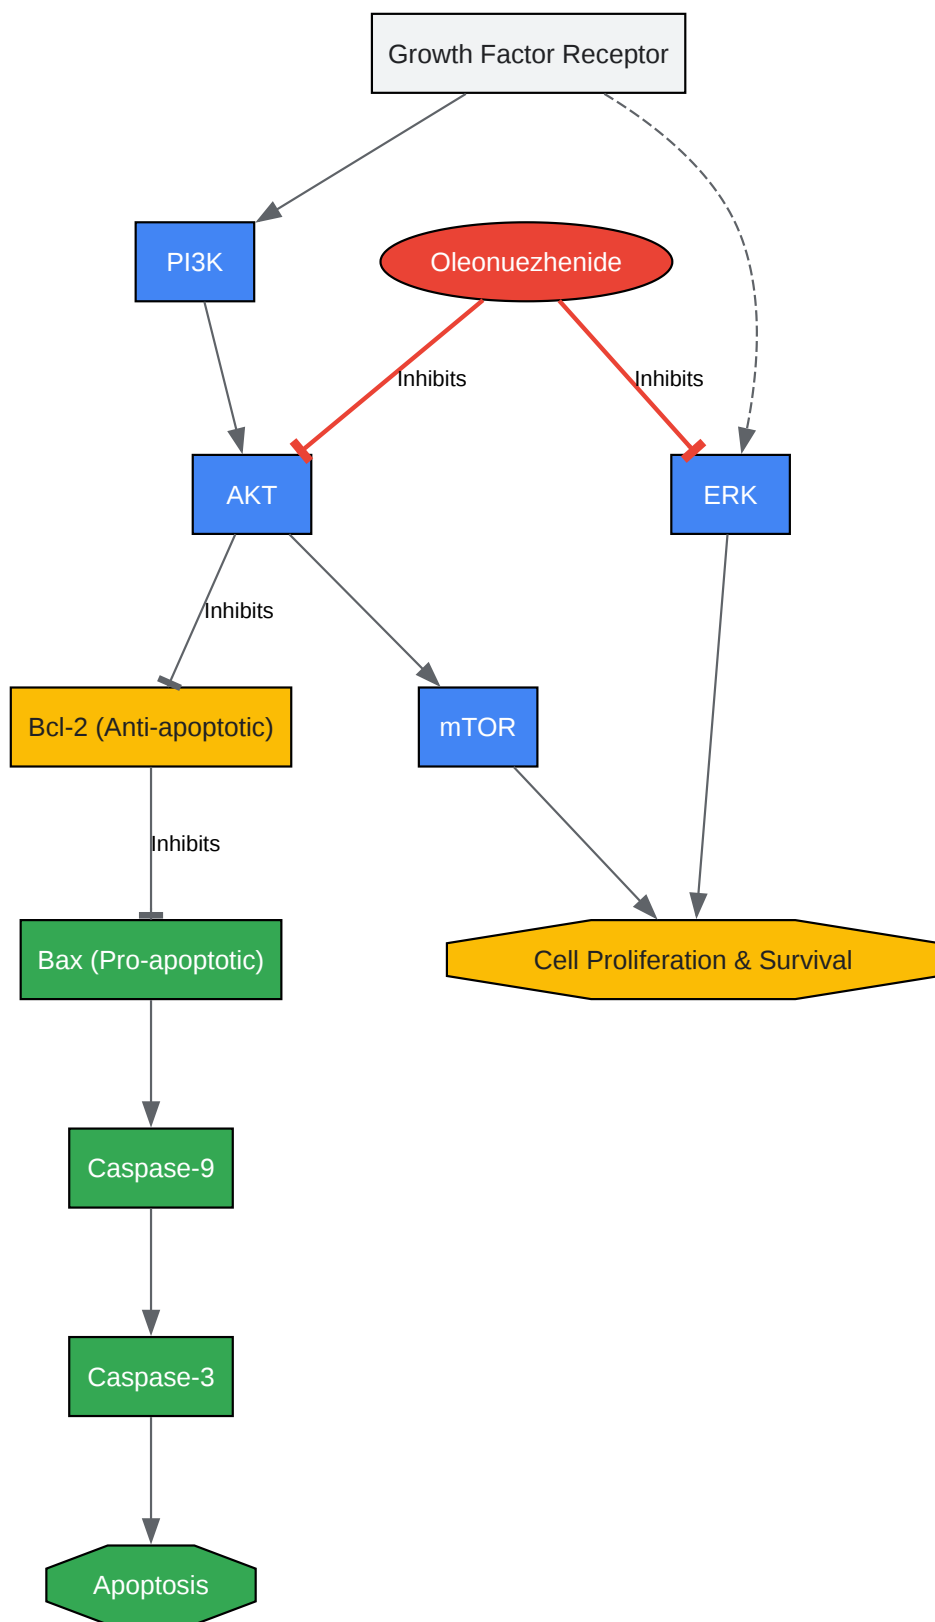 Growth Factor Receptor
PI3K
Oleonuezhenide
Inhibits
Inhibits
AKT
ERK
Inhibits
Bcl-2 (Anti-apoptotic)
mTOR
Inhibits
Bax (Pro-apoptotic)
Cell Proliferation & Survival
Caspase-9
Caspase-3
Apoptosis